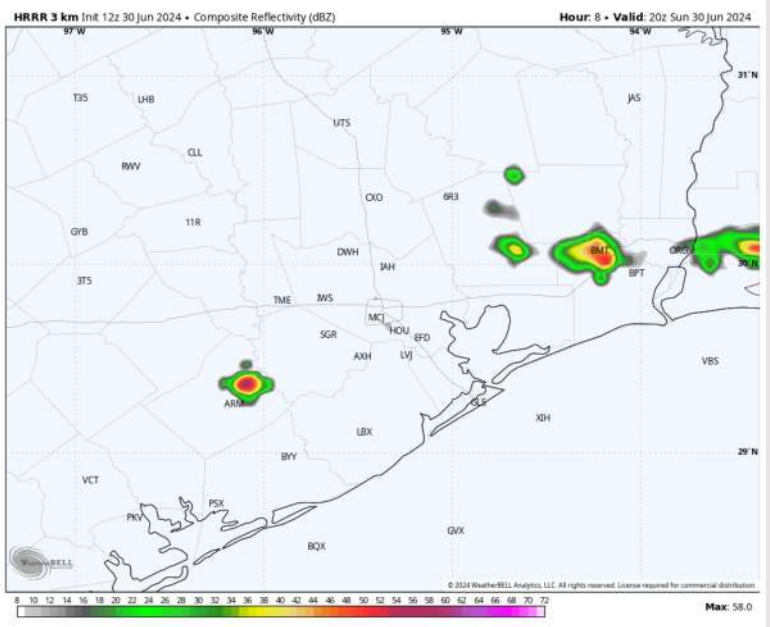 HRRR 3 km Init 12z 30 Jun 2024 • Composite Reflectivity (dBZ) Hour: 8 • Valid: 20z Sun 30 Jun 2024
97°W 96°W 95°W 94°W
31°N
T35 LHB JAS
UTS
CLL
RWV
OXO 6R3
11R
GYB
DWH BMT ORG
IAH 30°N
BPT
3T5
TME IWS
MCJ
SGR HOU EFD
AXH LVJ VBS
ARM GLS
XIH
LBX
29°N
BYY
VCT
PSX
PKV
GVX
BQX
WEATHERBELL
© 2024 WeatherBELL Analytics, LLC. All rights reserved. License required for commercial distribution.
8 10 12 14 16 18 20 22 24 26 28 30 32 34 36 38 40 42 44 46 48 50 52 54 56 58 60 62 64 66 68 70 72
Max: 58.0